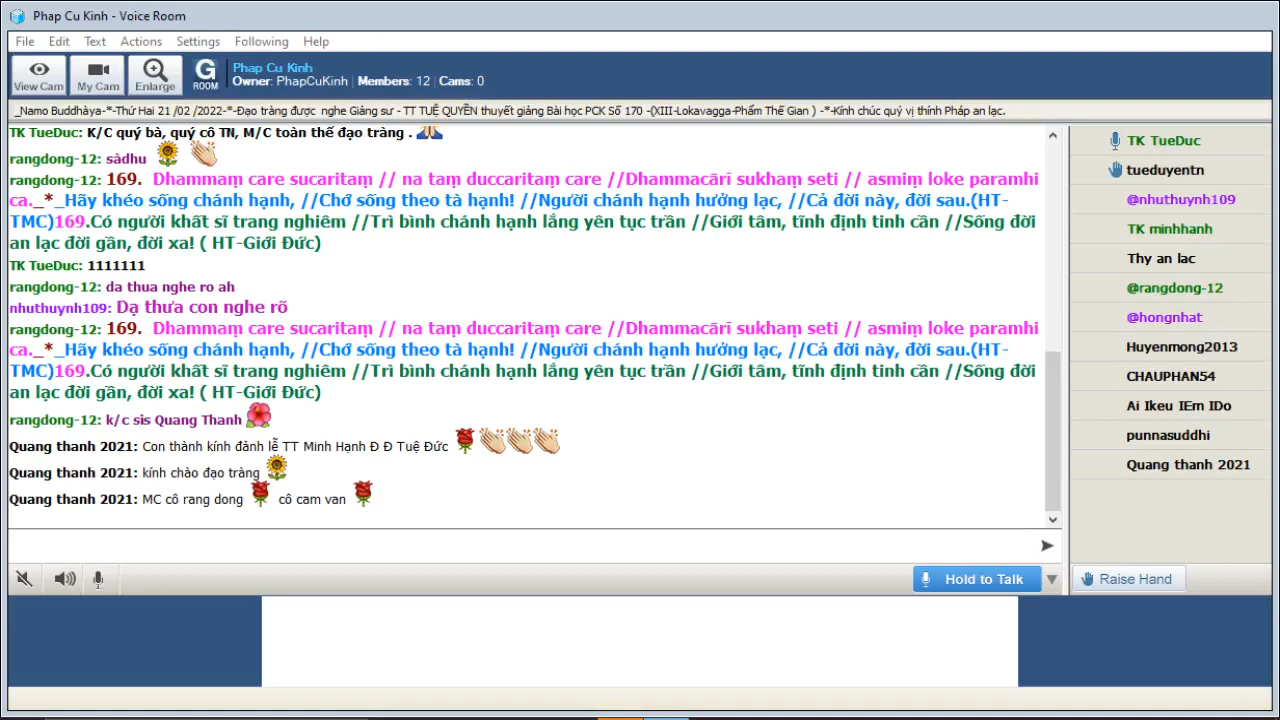 Phap Cu Kinh - Voice Room
File Edit Text Actions Settings Following Help
View Cam My Cam Enlarge G ROOM
Phap Cu Kinh
Owner: PhapCuKinh | Members: 12 | Cams: 0
_Namo Buddhàya-*-Thứ Hai 21 /02 /2022-*-Đạo tràng được nghe Giảng sư - TT TUỆ QUYỀN thuyết giảng Bài học PCK Số 170 -(XIII-Lokavagga-Phẩm Thế Gian ) -*-Kính chúc quý vị thính Pháp an lạc.
TK TueDuc: K/C quý bà, quý cô TN, M/C toàn thế đạo tràng .
rangdong-12: sàdhu
rangdong-12: 169. Dhammaṃ care sucaritaṃ // na taṃ duccaritaṃ care //Dhammacārī sukhaṃ seti // asmiṃ loke paramhi
ca._*_Hãy khéo sống chánh hạnh, //Chớ sống theo tà hạnh! //Người chánh hạnh hưởng lạc, //Cả đời này, đời sau.(HT-
TMC)169.Có người khất sĩ trang nghiêm //Trì bình chánh hạnh lắng yên tục trần //Giới tâm, tĩnh định tinh cần //Sống đời
an lạc đời gần, đời xa! ( HT-Giới Đức)
TK TueDuc: 1111111
rangdong-12: da thua nghe ro ah
nhuthuynh109: Dạ thưa con nghe rõ
rangdong-12: 169. Dhammaṃ care sucaritaṃ // na taṃ duccaritaṃ care //Dhammacārī sukhaṃ seti // asmiṃ loke paramhi
ca._*_Hãy khéo sống chánh hạnh, //Chớ sống theo tà hạnh! //Người chánh hạnh hưởng lạc, //Cả đời này, đời sau.(HT-
TMC)169.Có người khất sĩ trang nghiêm //Trì bình chánh hạnh lắng yên tục trần //Giới tâm, tĩnh định tinh cần //Sống đời
an lạc đời gần, đời xa! ( HT-Giới Đức)
rangdong-12: k/c sis Quang Thanh
Quang thanh 2021: Con thành kính đảnh lễ TT Minh Hạnh Đ Đ Tuệ Đức
Quang thanh 2021: kính chào đạo tràng
Quang thanh 2021: MC cô rang dong cô cam van
Hold to Talk
TK TueDuc
tueduyentn
@nhuthuynh109
TK minhhanh
Thy an lac
@rangdong-12
@hongnhat
Huyenmong2013
CHAUPHAN54
Ai Ikeu IEm IDo
punnasuddhi
Quang thanh 2021
Raise Hand